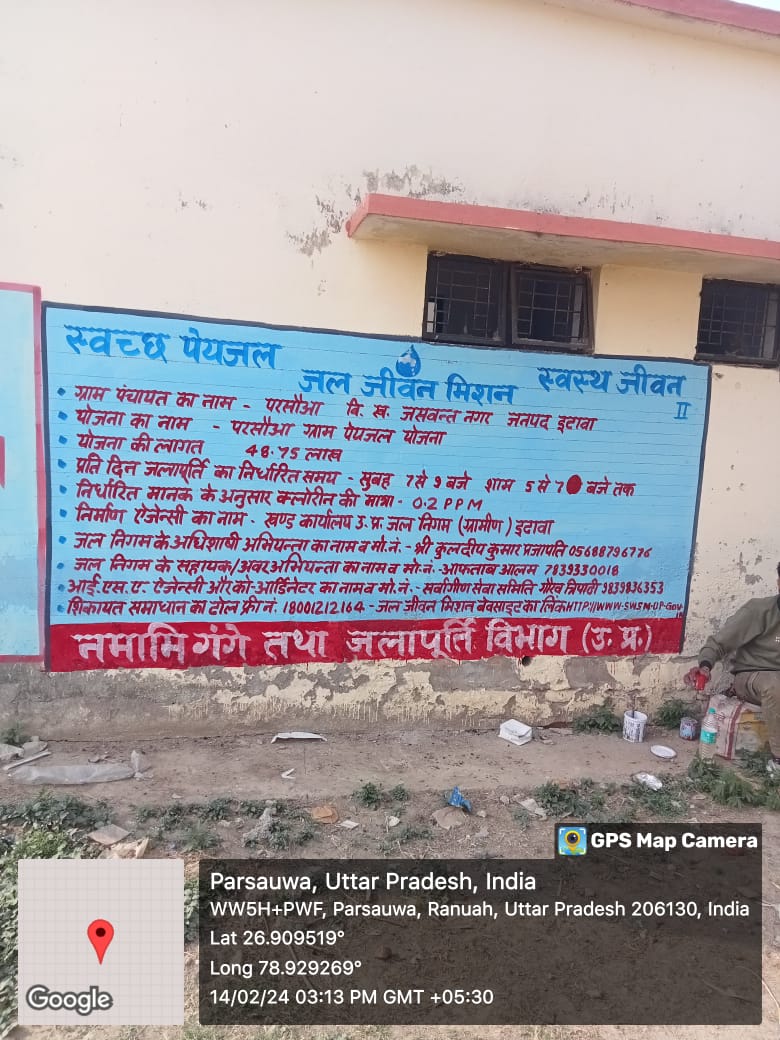 स्वच्छ पेयजल
जल जीवन मिशन
स्वस्थ जीवन
II
• ग्राम पंचायत का नाम - परसौआ वि. ख. जसवन्त नगर जनपद इटावा
• योजना का नाम - परसौआ ग्राम पेयजल योजना
• योजना की लागत 48.75 लाख
• प्रति दिन जलापूर्ति का निर्धारित समय - सुबह 7 से 9 बजे शाम 5 से 7 बजे तक
• निर्धारित मानक के अनुसार क्लोरीन की मात्रा - 0.2 PPM
• निर्माण ऐजेन्सी का नाम - खण्ड कार्यालय उ. प्र. जल निगम (ग्रामीण) इटावा
• जल निगम के अधिशाषी अभियन्ता का नाम व मो. नं. - श्री कुलदीप कुमार प्रजापति 05688796776
• जल निगम के सहायक/अवर अभियन्ता का नाम व मो. नं. - आफताब आलम 7839330018
• आई. एस. ए. ऐजेन्सी और को-आर्डिनेटर का नाम व मो. नं. - सर्वांगीण सेवा समिति गौरव त्रिपाठी 9839836353
• शिकायत समाधान का टोल फ्री नं. 18001212164 - जल जीवन मिशन बेवसाइट का लिंक HTTP://WWW-SWSM-UP-GOV
नमामि गंगे तथा जलापूर्ति विभाग (उ. प्र.)
GPS Map Camera
Parsauwa, Uttar Pradesh, India
WW5H+PWF, Parsauwa, Ranuah, Uttar Pradesh 206130, India
Lat 26.909519°
Long 78.929269°
14/02/24 03:13 PM GMT +05:30
Google